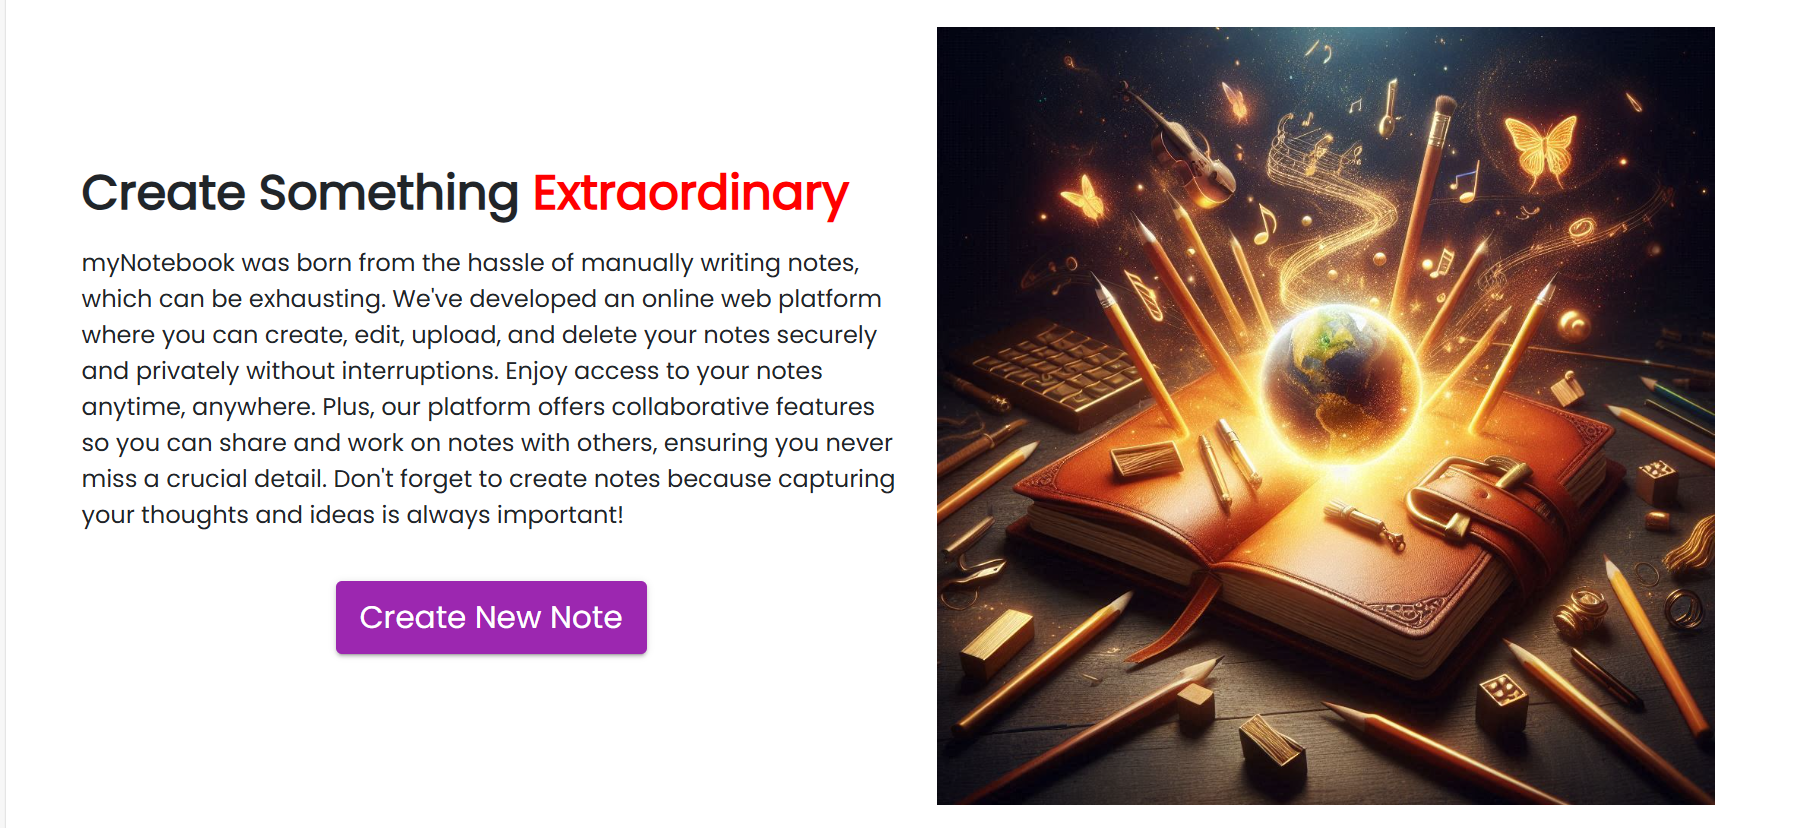 Create Something Extraordinary
myNotebook was born from the hassle of manually writing notes,
which can be exhausting. We've developed an online web platform
where you can create, edit, upload, and delete your notes securely
and privately without interruptions. Enjoy access to your notes
anytime, anywhere. Plus, our platform offers collaborative features
so you can share and work on notes with others, ensuring you never
miss a crucial detail. Don't forget to create notes because capturing
your thoughts and ideas is always important!
Create New Note